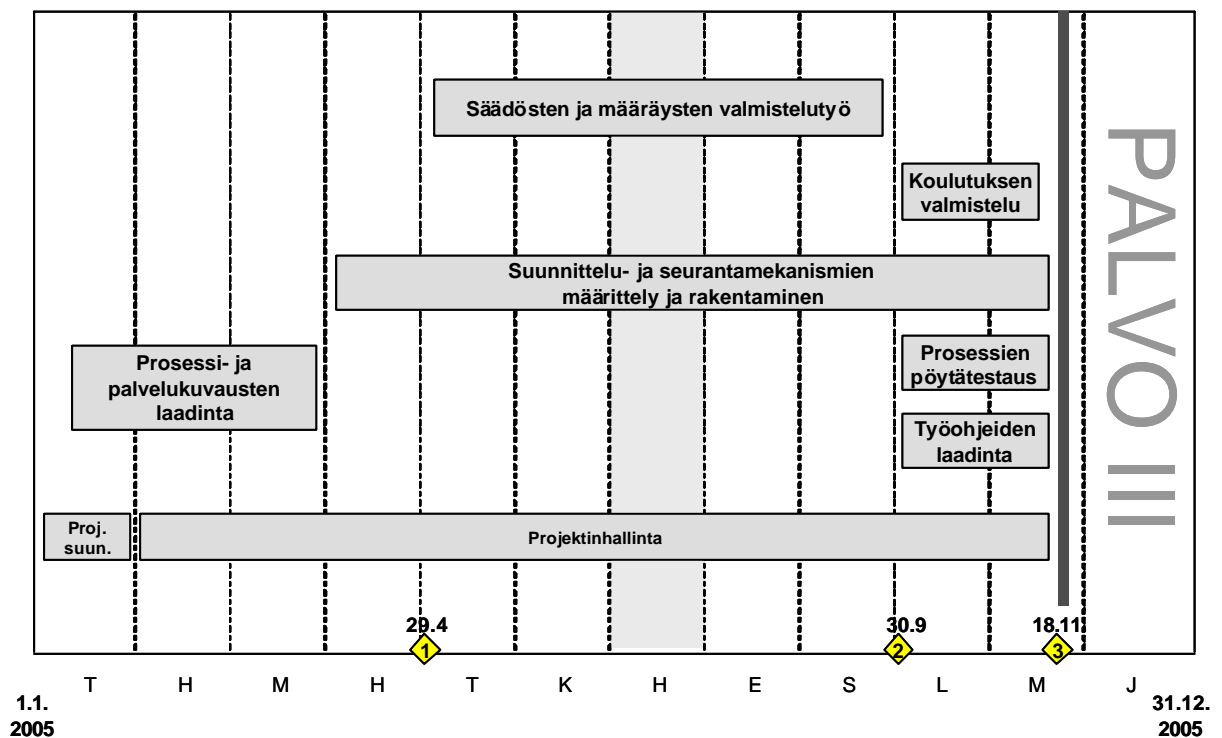 Säädösten ja määräysten valmistelutyö
Koulutuksen
valmistelu
Suunnittelu- ja seurantamekanismien
määrittely ja rakentaminen
Prosessi- ja
palvelukuvausten
laadinta
Prosessien
pöytätestaus
Työohjeiden
laadinta
Proj.
suun.
Projektinhallinta
PALVO III
29.4
30.9
18.11
1
2
3
T H M H T K H E S L M J
1.1.
2005
31.12.
2005